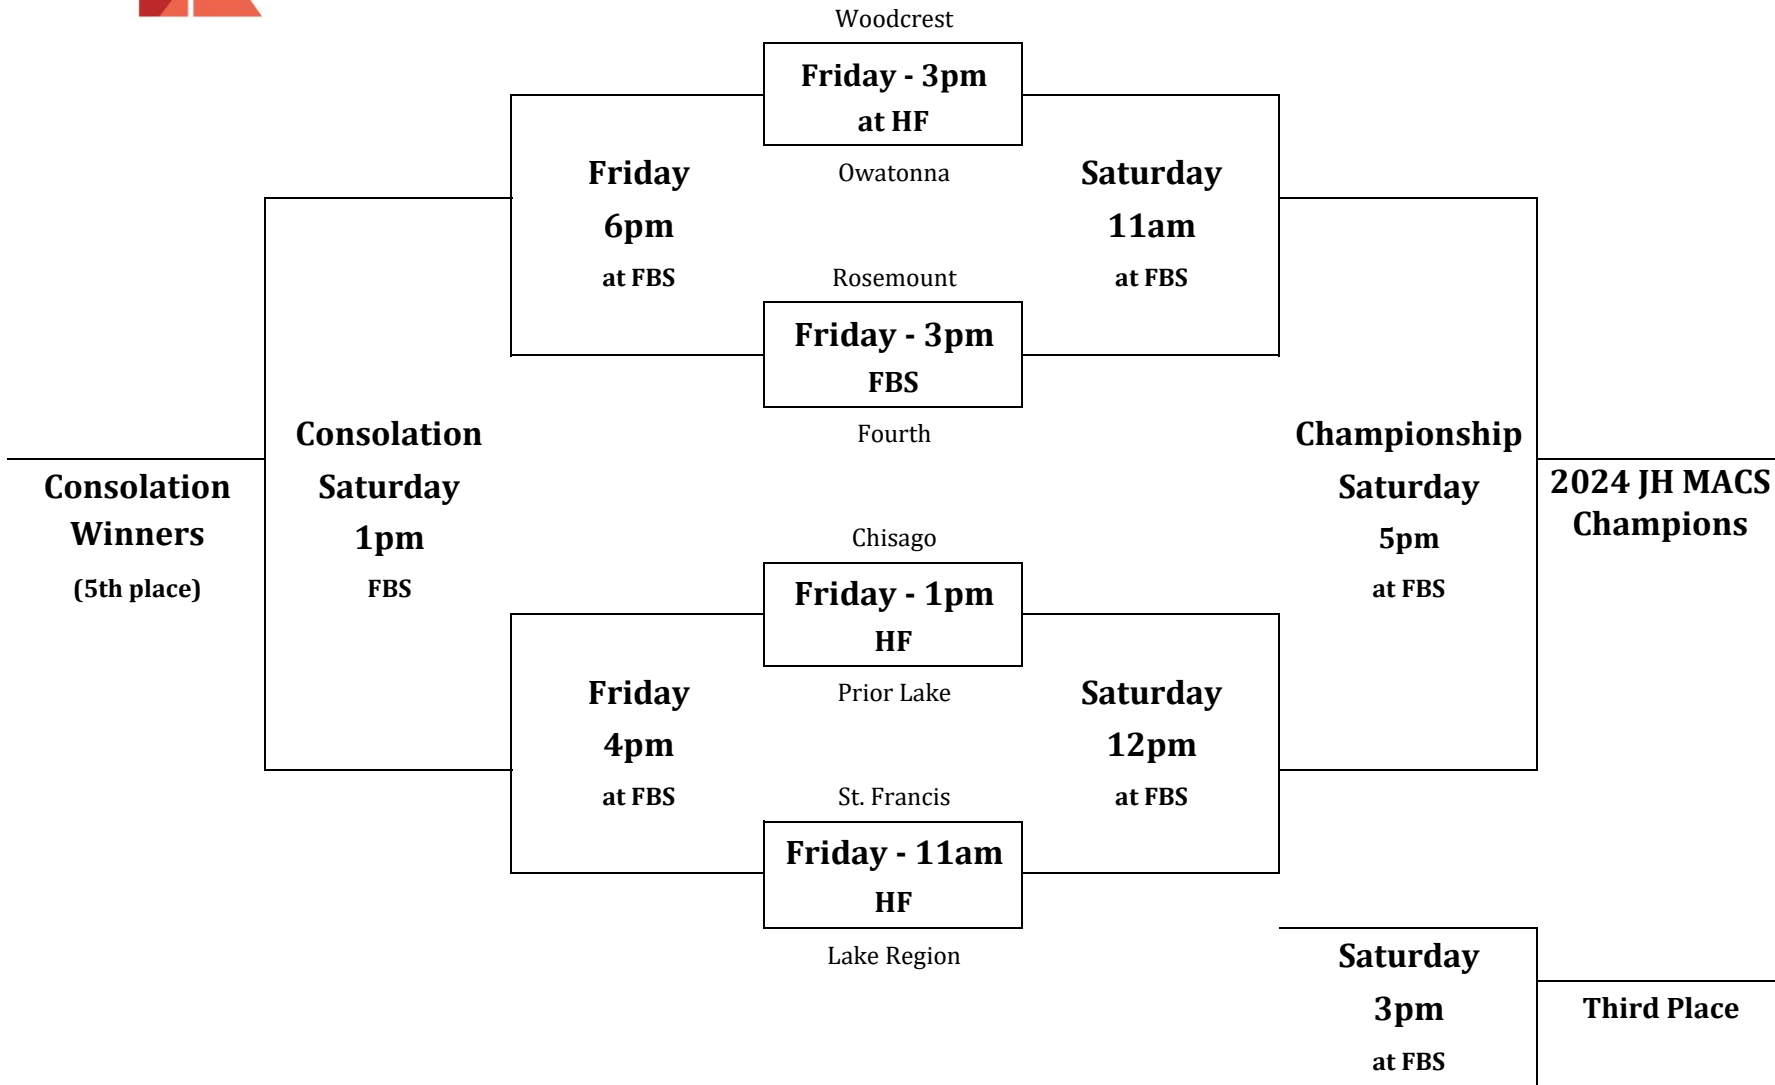 Woodcrest
Friday - 3pm
at HF
Friday
Owatonna
Saturday
6pm
11am
at FBS
Rosemount
at FBS
Friday - 3pm
FBS
Consolation
Fourth
Championship
Consolation
Saturday
Saturday
2024 JH MACS
Winners
1pm
Chisago
5pm
Champions
(5th place)
FBS
Friday - 1pm
at FBS
HF
Friday
Prior Lake
Saturday
4pm
12pm
at FBS
St. Francis
at FBS
Friday - 11am
HF
Lake Region
Saturday
3pm
Third Place
at FBS